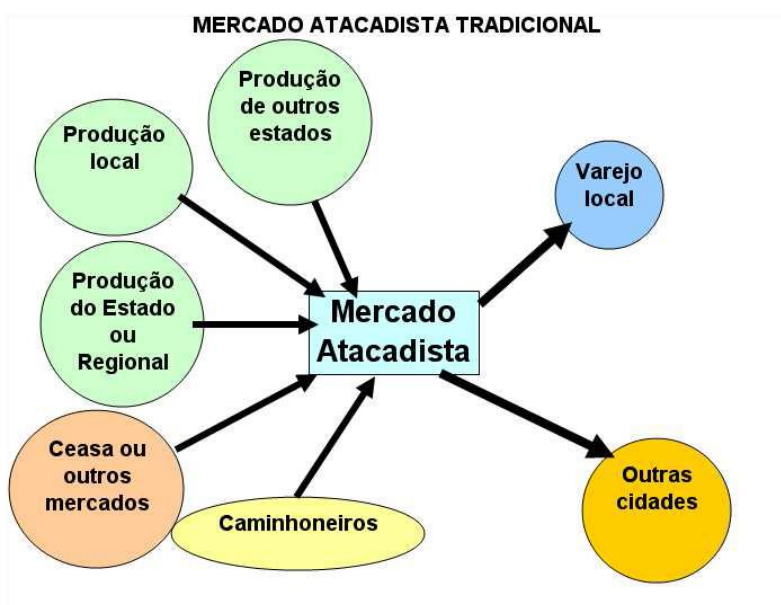 MERCADO ATACADISTA TRADICIONAL
Produção
de outros
estados
Produção
local
Varejo
local
Produção
do Estado
ou
Regional
Mercado
Atacadista
Ceasa ou
outros
mercados
Caminhoneiros
Outras
cidades